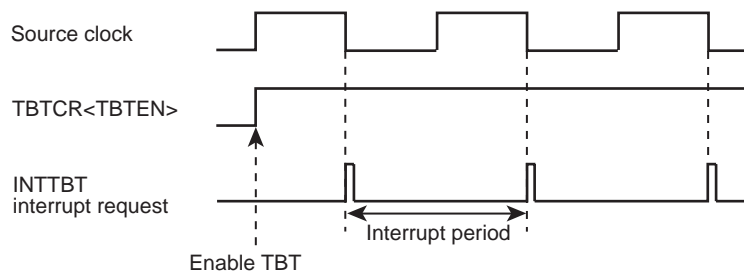 Source clock
TBTCR<TBTEN>
INTTBT
interrupt request
Interrupt period
Enable TBT